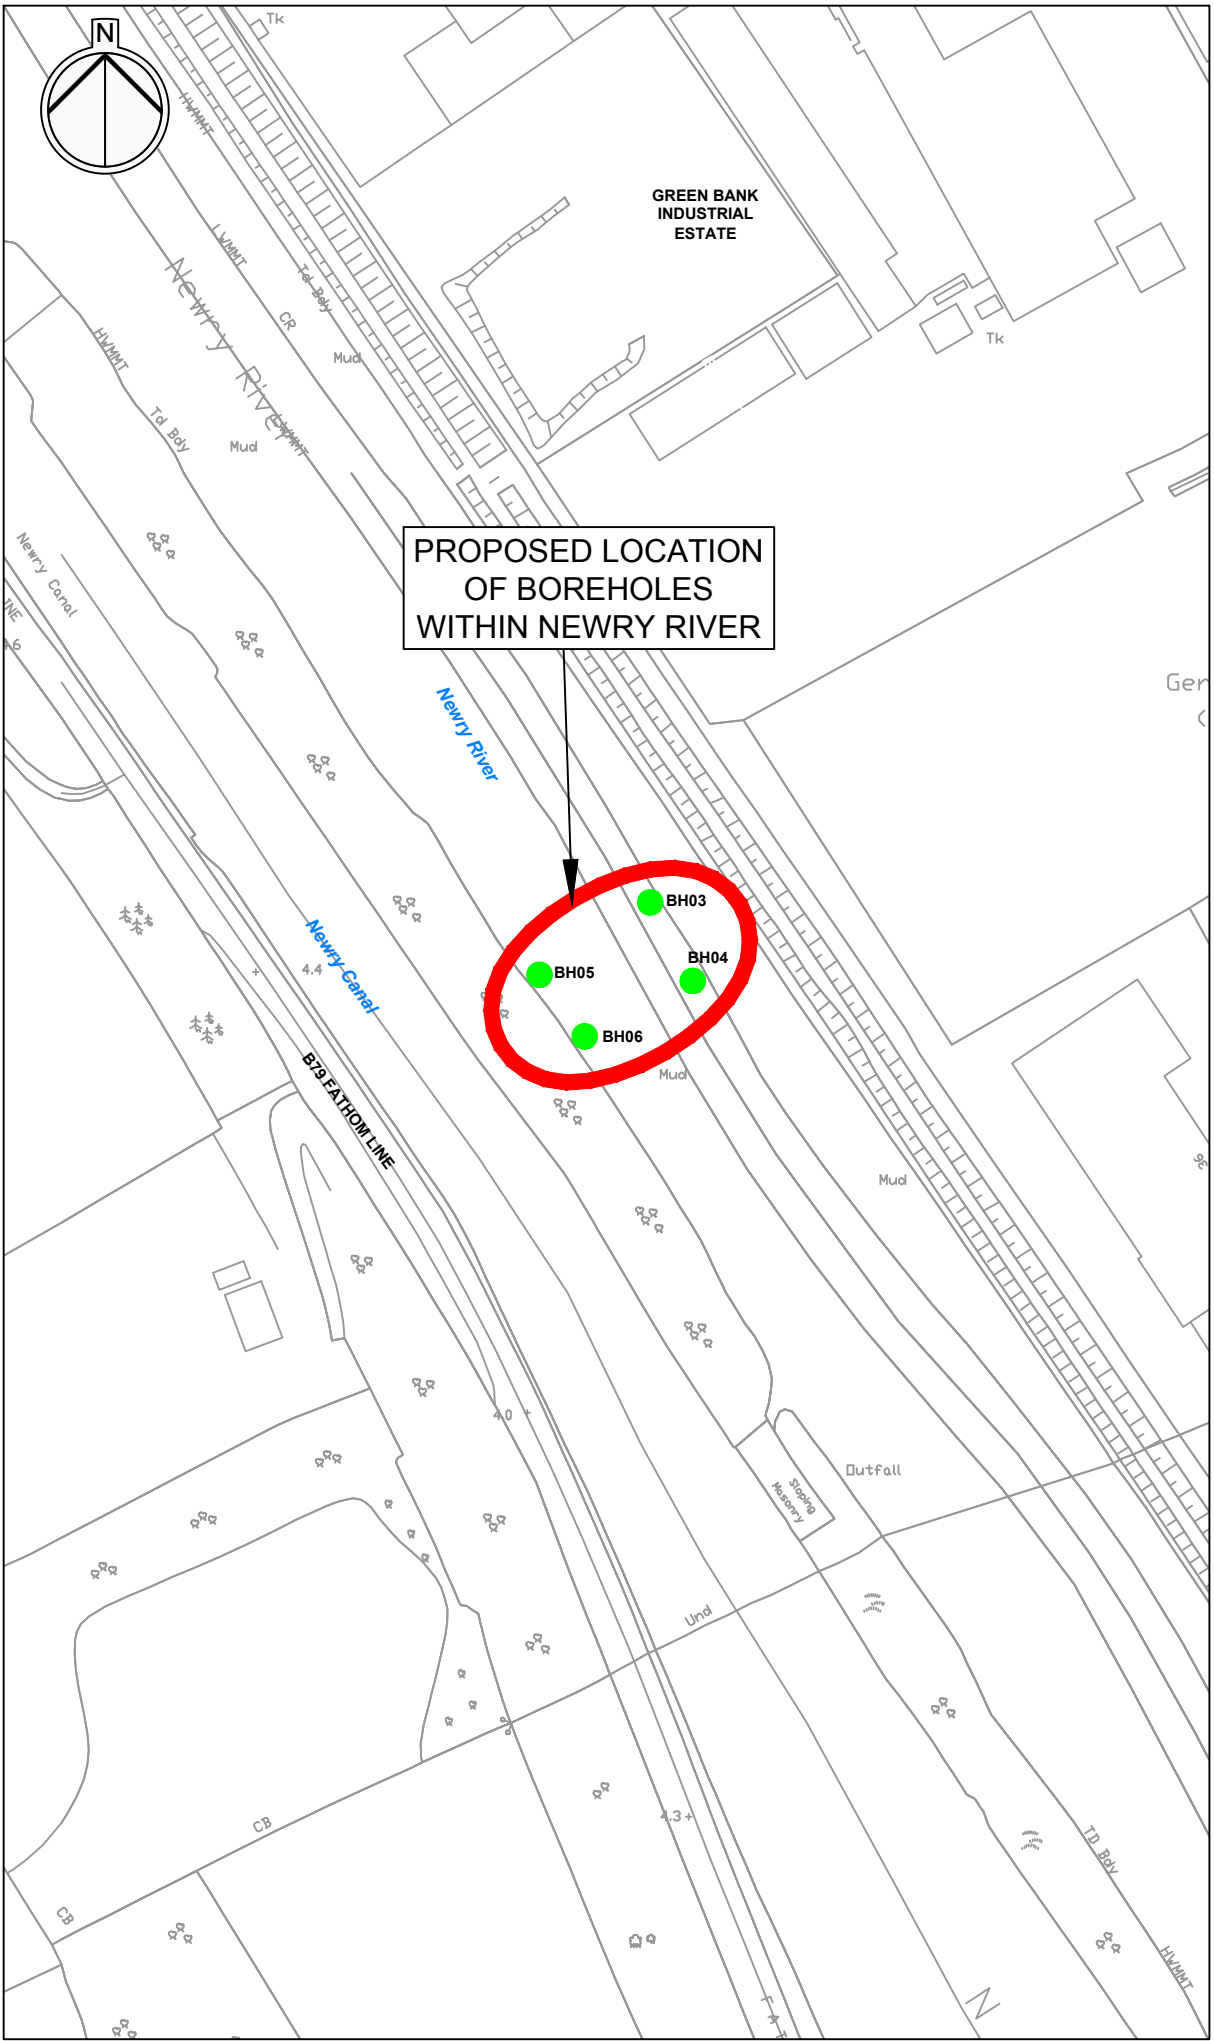 N
Tk
HWMMT
GREEN BANK
INDUSTRIAL
ESTATE
LWMMT
Td Bdy
Newry River
CR
HWMMT
Mud
Tk
Td Bdy
Mud
LWMMT
Newry Canal
PROPOSED LOCATION
OF BOREHOLES
WITHIN NEWRY RIVER
Newry River
BH03
BH04
BH05
BH06
4.4
Newry Canal
Mud
B79 FATHOM LINE
Mud
36
4.0
Outfall
Sloping
Masonry
Und
4.3
CB
TD Bdy
CB
HWMMT
N